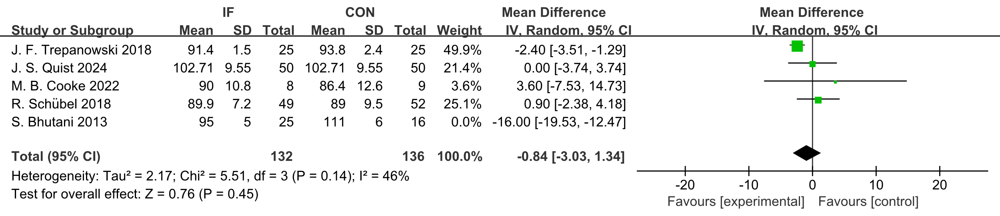 IF CON Mean Difference Mean Difference
Study or Subgroup Mean SD Total Mean SD Total Weight IV, Random, 95% CI IV, Random, 95% CI
J. F. Trepanowski 2018 91.4 1.5 25 93.8 2.4 25 49.9% -2.40 [-3.51, -1.29]
J. S. Quist 2024 102.71 9.55 50 102.71 9.55 50 21.4% 0.00 [-3.74, 3.74]
M. B. Cooke 2022 90 10.8 8 86.4 12.6 9 3.6% 3.60 [-7.53, 14.73]
R. Schübel 2018 89.9 7.2 49 89 9.5 52 25.1% 0.90 [-2.38, 4.18]
S. Bhutani 2013 95 5 25 111 6 16 0.0% -16.00 [-19.53, -12.47]
Total (95% CI) 132 136 100.0% -0.84 [-3.03, 1.34]
Heterogeneity: Tau² = 2.17; Chi² = 5.51, df = 3 (P = 0.14); I² = 46%
Test for overall effect: Z = 0.76 (P = 0.45)
-20 -10 0 10 20
Favours [experimental] Favours [control]